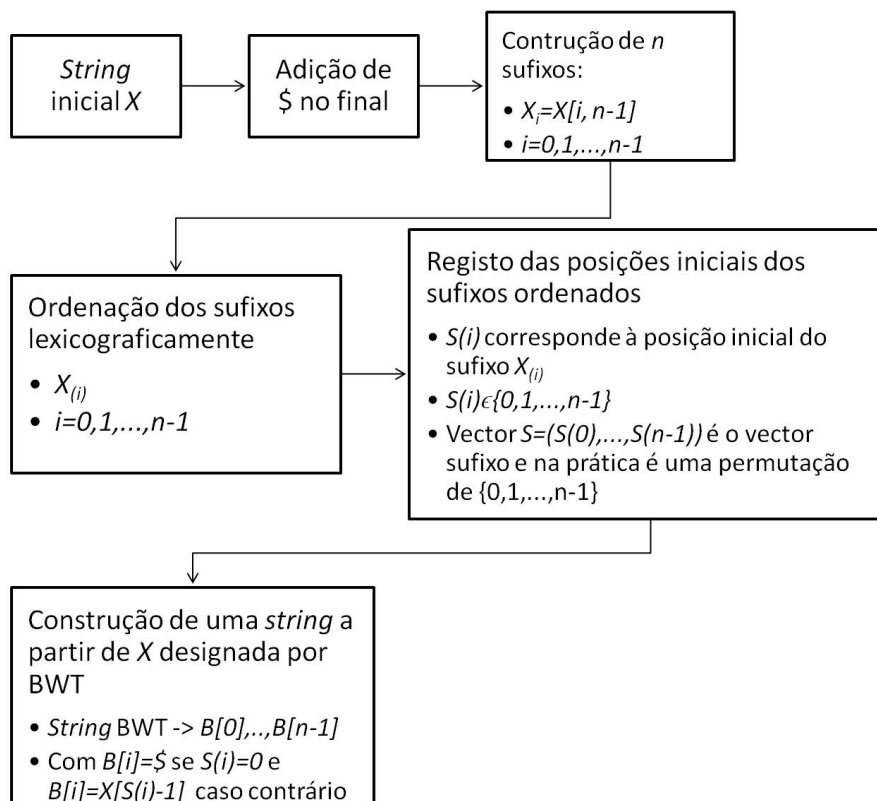 String
inicial X
Adição de
$ no final
Contrução de n
sufixos:
• Xi=X[i, n-1]
• i=0,1,...,n-1
Ordenação dos sufixos
lexicograficamente
• X(i)
• i=0,1,...,n-1
Registo das posições iniciais dos
sufixos ordenados
• S(i) corresponde à posição inicial do
sufixo X(i)
• S(i)ϵ{0,1,...,n-1}
• Vector S=(S(0),...,S(n-1)) é o vector
sufixo e na prática é uma permutação
de {0,1,...,n-1}
Construção de uma string a
partir de X designada por
BWT
• String BWT -> B[0],..,B[n-1]
• Com B[i]=$ se S(i)=0 e
B[i]=X[S(i)-1] caso contrário